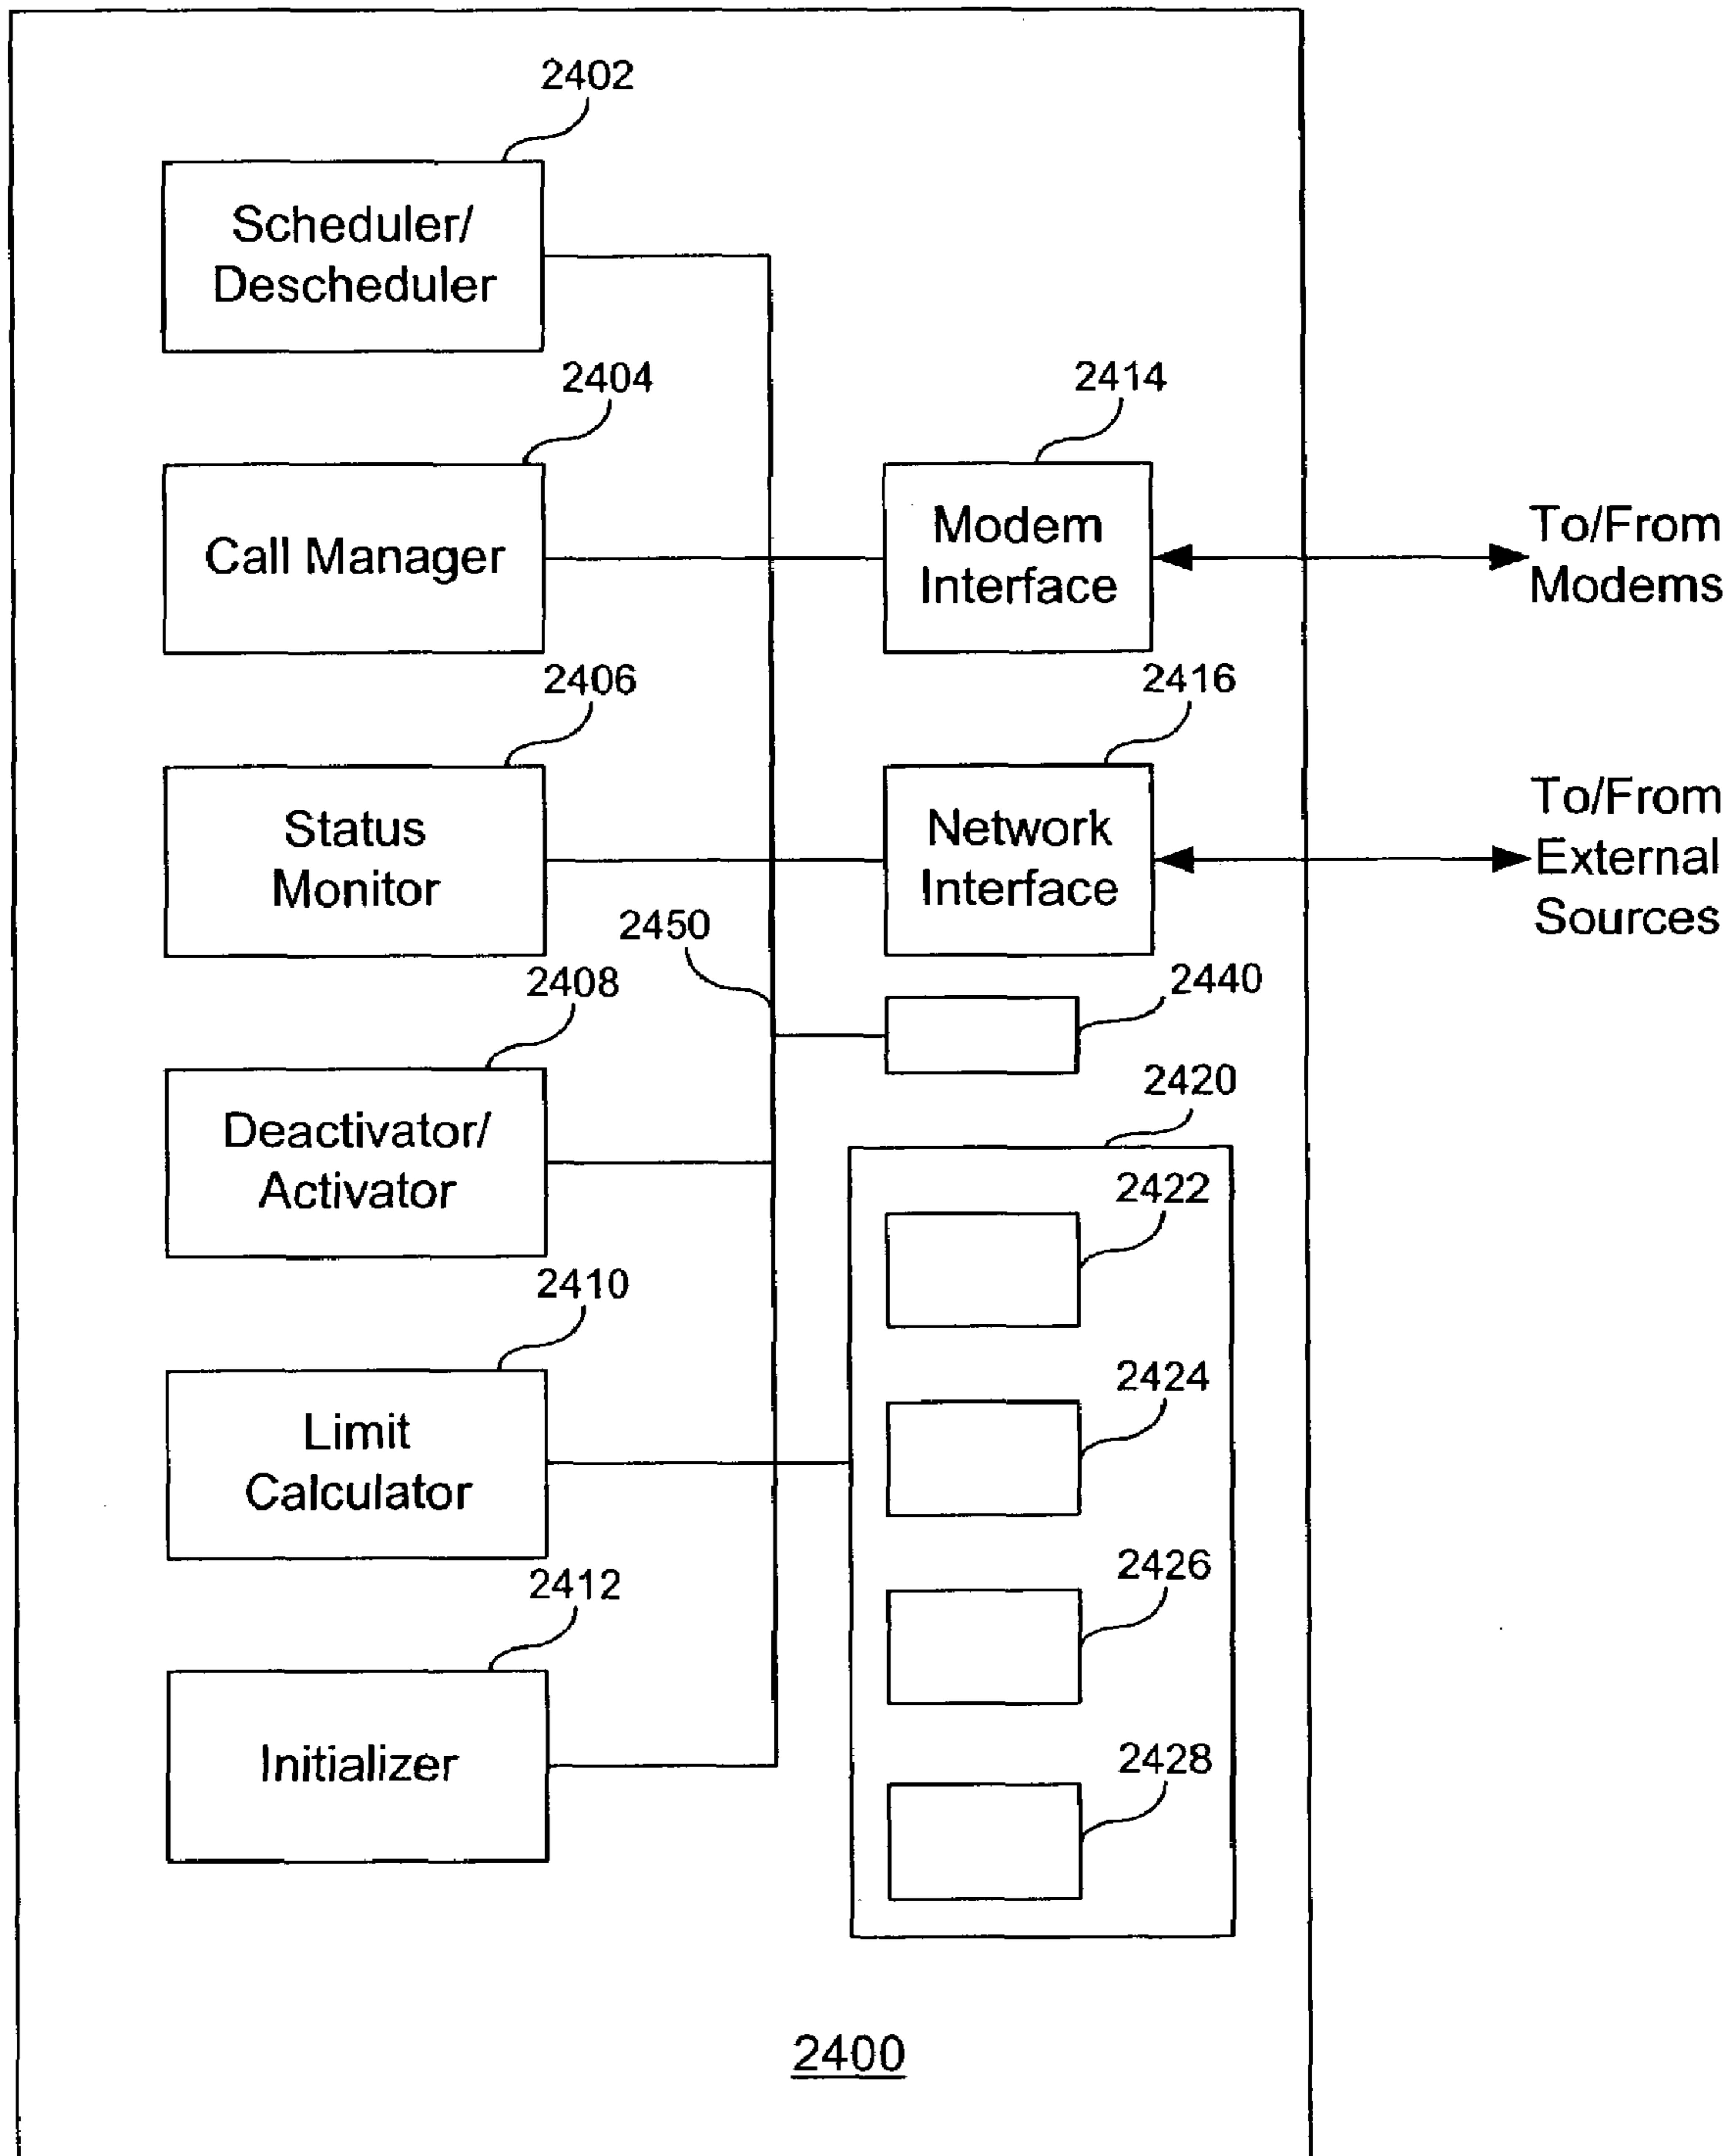 2402
Scheduler/
Descheduler
2404
Call Manager
2414
Modem
Interface
To/From
Modems
2406
Status
Monitor
2416
Network
Interface
To/From
External
Sources
2450
2440
2408
Deactivator/
Activator
2420
2422
2410
Limit
Calculator
2424
2412
Initializer
2426
2428
2400